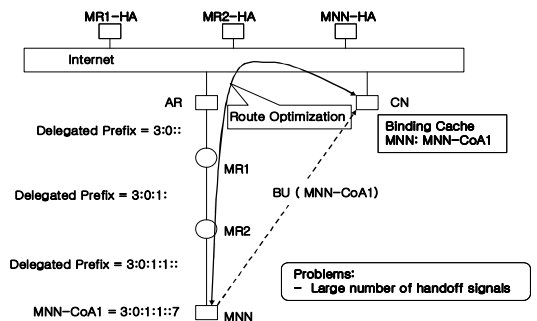 MR1-HA
MR2-HA
MNN-HA
Internet
AR
CN
Route Optimization
Delegated Prefix = 3:0::
Binding Cache
MNN: MNN-CoA1
MR1
Delegated Prefix = 3:0:1:
BU ( MNN-CoA1)
MR2
Delegated Prefix = 3:0:1:1::
Problems:
- Large number of handoff signals
MNN-CoA1 = 3:0:1:1::7
MNN